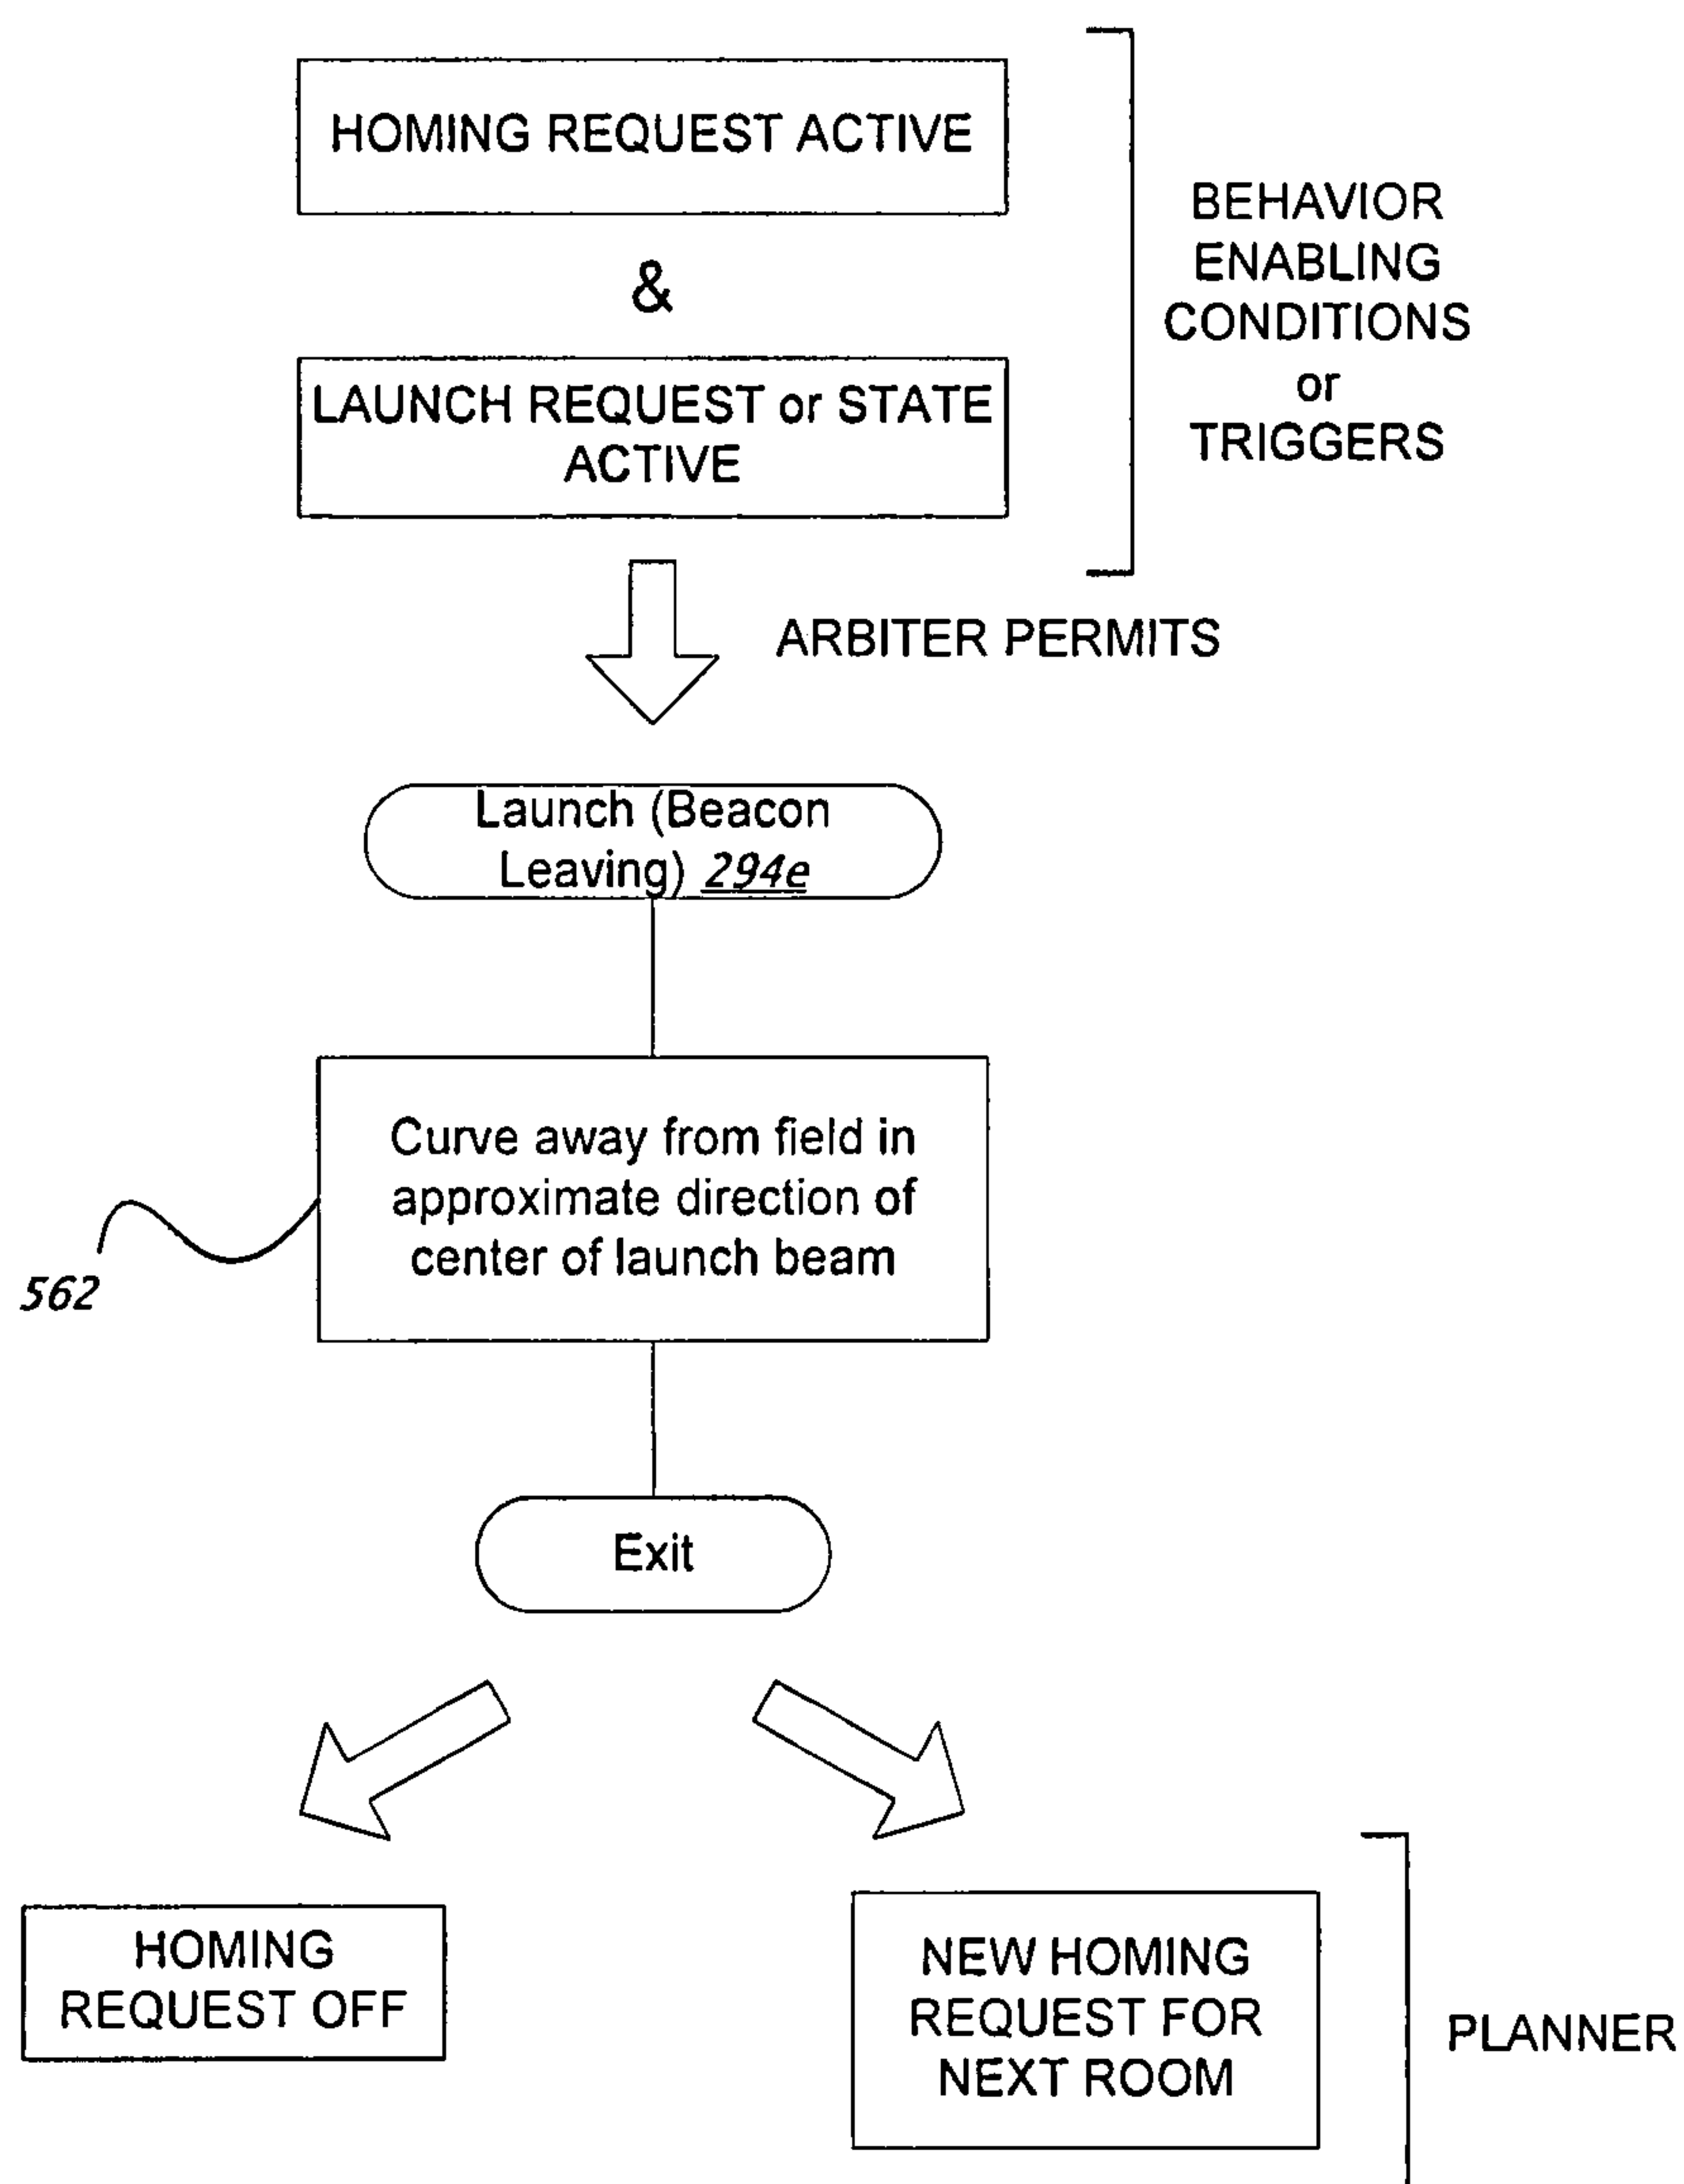 HOMING REQUEST ACTIVE
&
LAUNCH REQUEST or STATE
ACTIVE
BEHAVIOR
ENABLING
CONDITIONS
or
TRIGGERS
ARBITER PERMITS
Launch (Beacon
Leaving) 294e
Curve away from field in
approximate direction of
center of launch beam
562
Exit
HOMING
REQUEST OFF
NEW HOMING
REQUEST FOR
NEXT ROOM
PLANNER